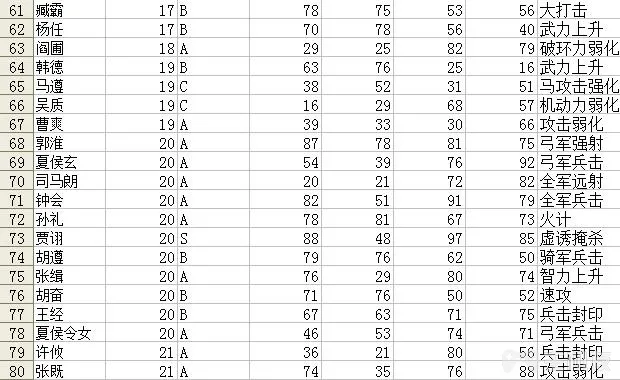 61 臧霸 17 B 78 75 53 56 大打击
62 杨任 17 B 70 78 56 40 武力上升
63 阎圃 18 A 29 25 82 79 破坏力弱化
64 韩德 19 B 63 76 25 16 武力上升
65 马遵 19 C 38 52 31 51 马攻击强化
66 吴质 19 C 16 29 68 57 机动力弱化
67 曹爽 19 A 39 33 30 66 攻击弱化
68 郭淮 20 A 87 78 81 75 弓军强射
69 夏侯玄 20 A 54 39 76 92 弓军兵击
70 司马朗 20 A 20 21 72 82 全军远射
71 钟会 20 A 82 51 91 79 全军兵击
72 孙礼 20 A 78 81 67 73 火计
73 贾诩 20 S 88 48 97 85 虚诱掩杀
74 胡遵 20 B 79 76 62 50 骑军兵击
75 张缉 20 A 76 29 80 74 智力上升
76 胡奋 20 B 71 76 50 52 速攻
77 王经 20 B 67 63 71 75 兵击封印
78 夏侯令女 20 A 46 53 74 71 弓军兵击
79 许攸 21 A 36 21 80 56 兵击封印
80 张既 21 A 74 35 76 88 攻击弱化